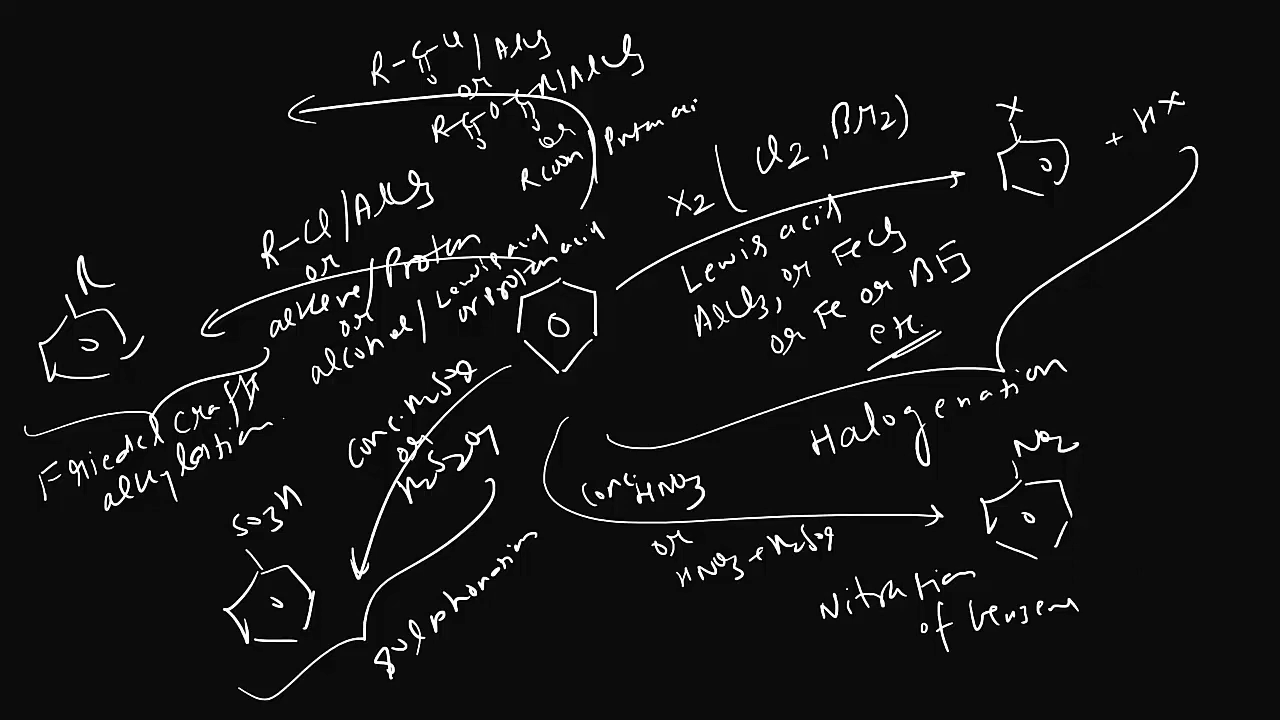 R-C-Cl/AlCl3
O
or
R-C-O-C-R/AlCl3
O O
or
RCOOH
R-Cl/AlCl3
or
alkene/Proton
or
alcohol/Lewis acid
or Proton acid
R
Friedel Crafts
alkylation
X2 (Cl2, Br2)
Lewis acid
AlCl3, or FeCl3
or Fe or BF3
etc.
X
+ HX
Halogenation
conc. H2SO4
or
H2S2O7
SO3H
Sulphonation
conc. HNO3
or
HNO3 + H2SO4
NO2
Nitration
of benzene